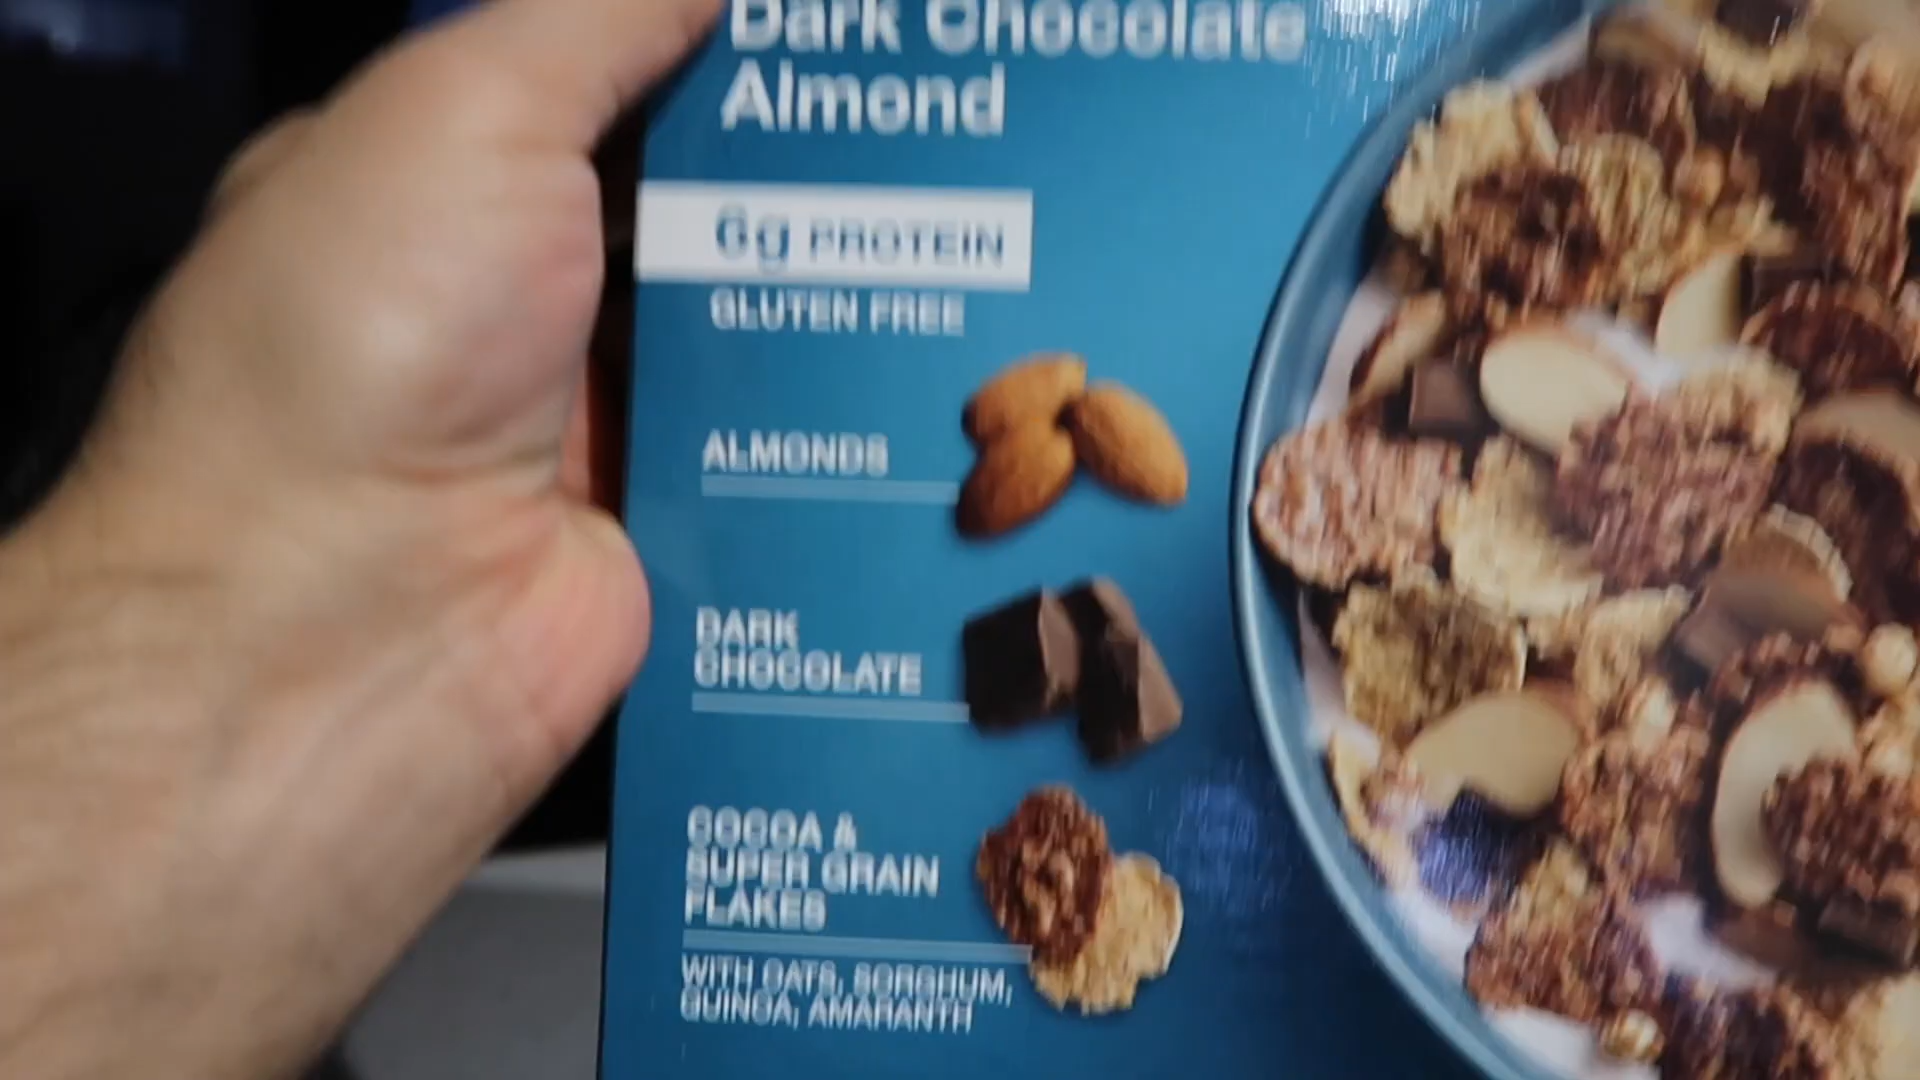 Dark Chocolate
Almond
6g PROTEIN
GLUTEN FREE
ALMONDS
DARK
CHOCOLATE
COCOA &
SUPER GRAIN
FLAKES
WITH OATS, SORGHUM,
QUINOA, AMARANTH